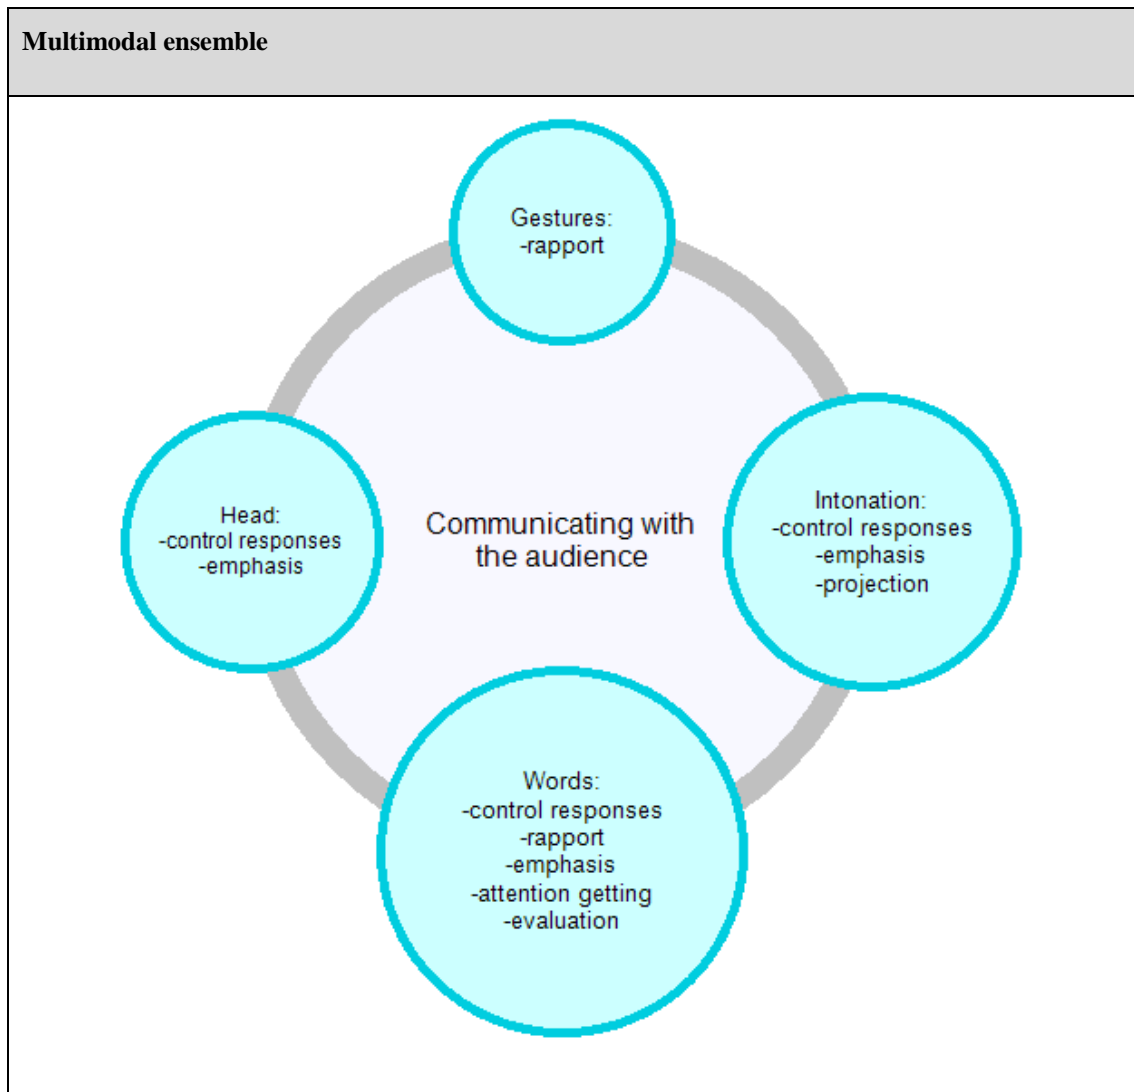 Multimodal ensemble
Gestures:
-rapport
Head:
-control responses
-emphasis
Communicating with
the audience
Intonation:
-control responses
-emphasis
-projection
Words:
-control responses
-rapport
-emphasis
-attention getting
-evaluation